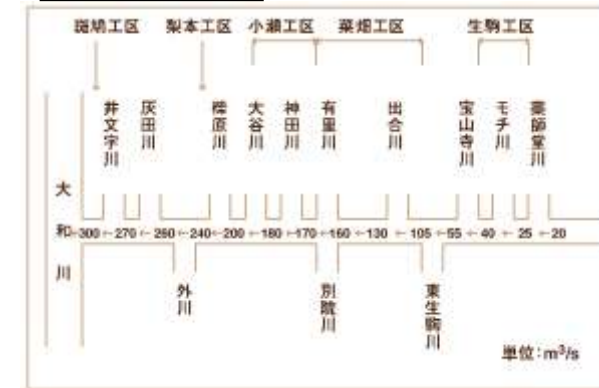 斑鳩工区 梨本工区 小瀬工区 菜畑工区 生駒工区
井文字川 灰田川 櫟原川 大谷川 神田川 有里川 出合川 宝山寺川 モチ川 薬師堂川
大和川
←300←270←260←240←200←180←170←160←130←105←55←40←25←20
外川 別院川 東生駒川
単位:m³/s